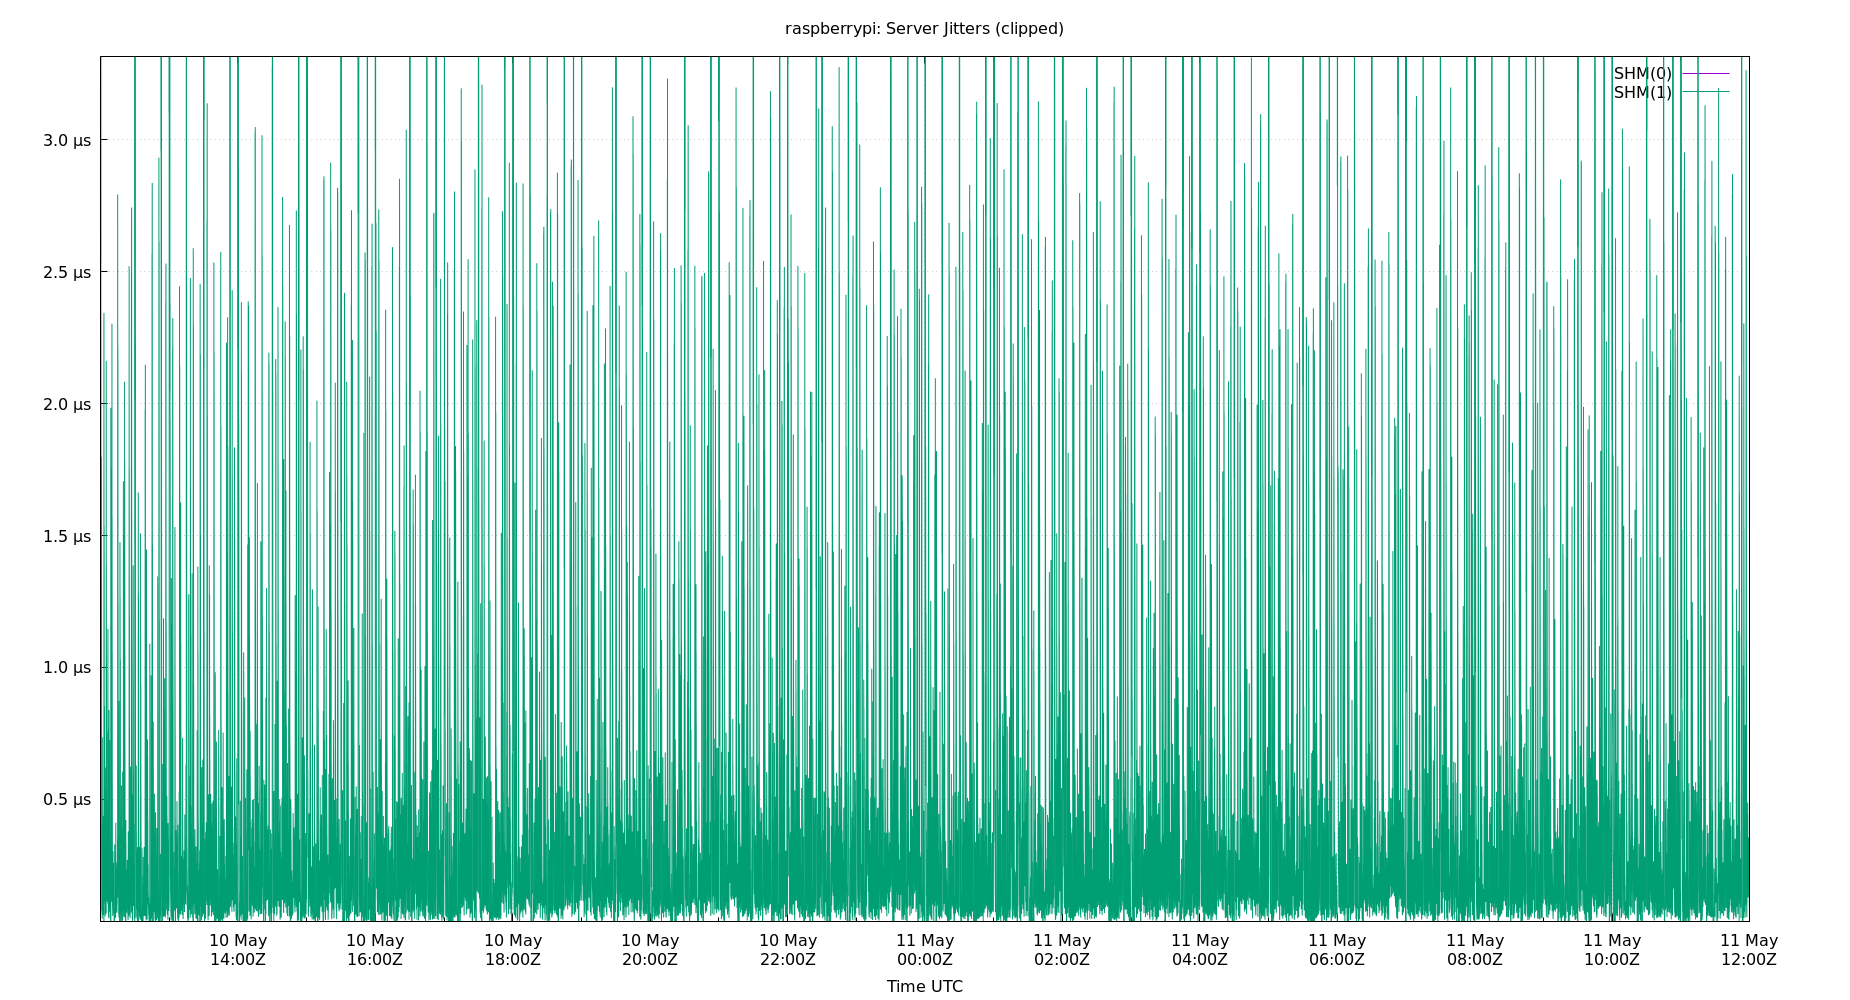 raspberrypi: Server Jitters (clipped)
SHM(0)
SHM(1)
3.0 µs
2.5 µs
2.0 µs
1.5 µs
1.0 µs
0.5 µs
10 May 10 May 10 May 10 May 10 May 11 May 11 May 11 May 11 May 11 May 11 May 11 May
14:00Z 16:00Z 18:00Z 20:00Z 22:00Z 00:00Z 02:00Z 04:00Z 06:00Z 08:00Z 10:00Z 12:00Z
Time UTC